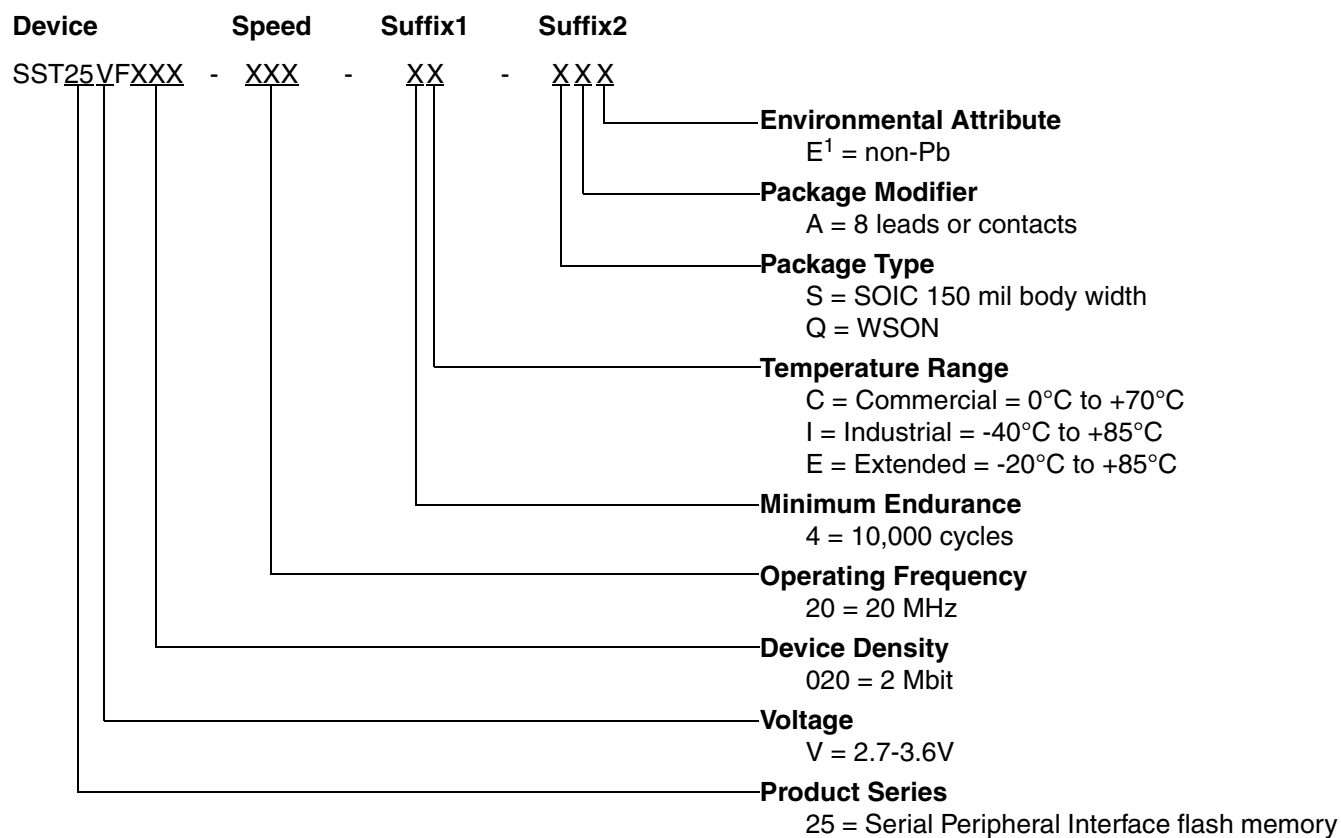 Device Speed Suffix1 Suffix2
SST25VFXXX - XXX - XX - XXX
Environmental Attribute
E1 = non-Pb
Package Modifier
A = 8 leads or contacts
Package Type
S = SOIC 150 mil body width
Q = WSON
Temperature Range
C = Commercial = 0°C to +70°C
I = Industrial = -40°C to +85°C
E = Extended = -20°C to +85°C
Minimum Endurance
4 = 10,000 cycles
Operating Frequency
20 = 20 MHz
Device Density
020 = 2 Mbit
Voltage
V = 2.7-3.6V
Product Series
25 = Serial Peripheral Interface flash memory